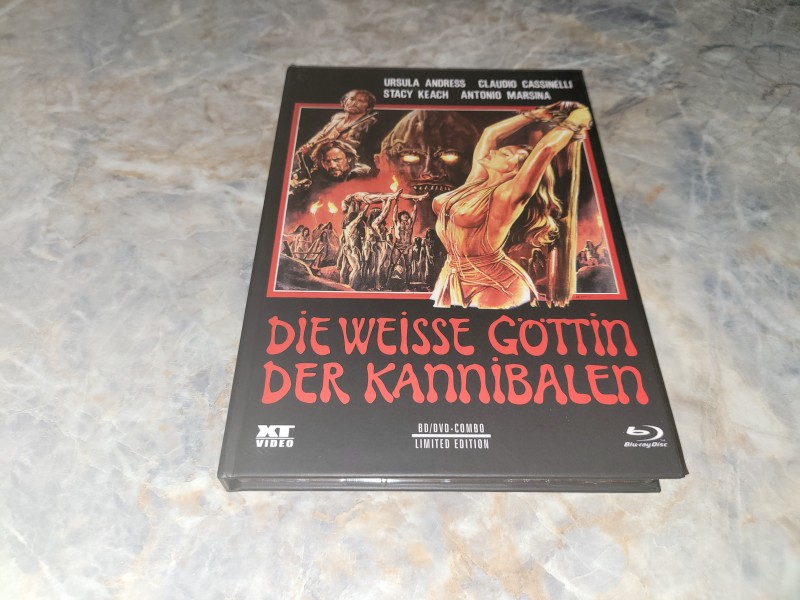 URSULA ANDRESS CLAUDIO CASSINELLI
STACY KEACH ANTONIO MARSINA
DIE WEISSE GÖTTIN
DER KANNIBALEN
XT
VIDEO
BD/DVD-COMBO
LIMITED EDITION
Blu-ray Disc